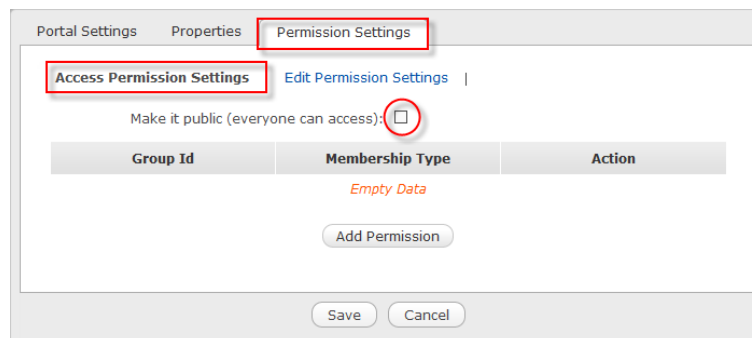 Portal Settings Properties Permission Settings
Access Permission Settings Edit Permission Settings |
Make it public (everyone can access):
Group Id Membership Type Action
Empty Data
Add Permission
Save Cancel